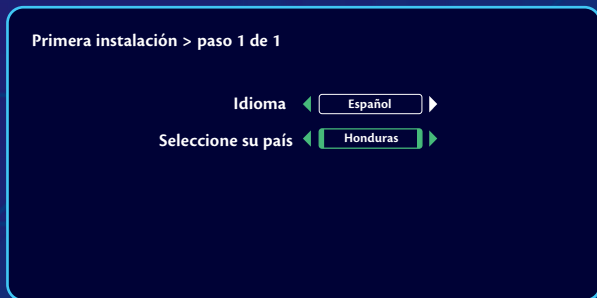 Primera instalación > paso 1 de 1
Idioma Español
Seleccione su país Honduras